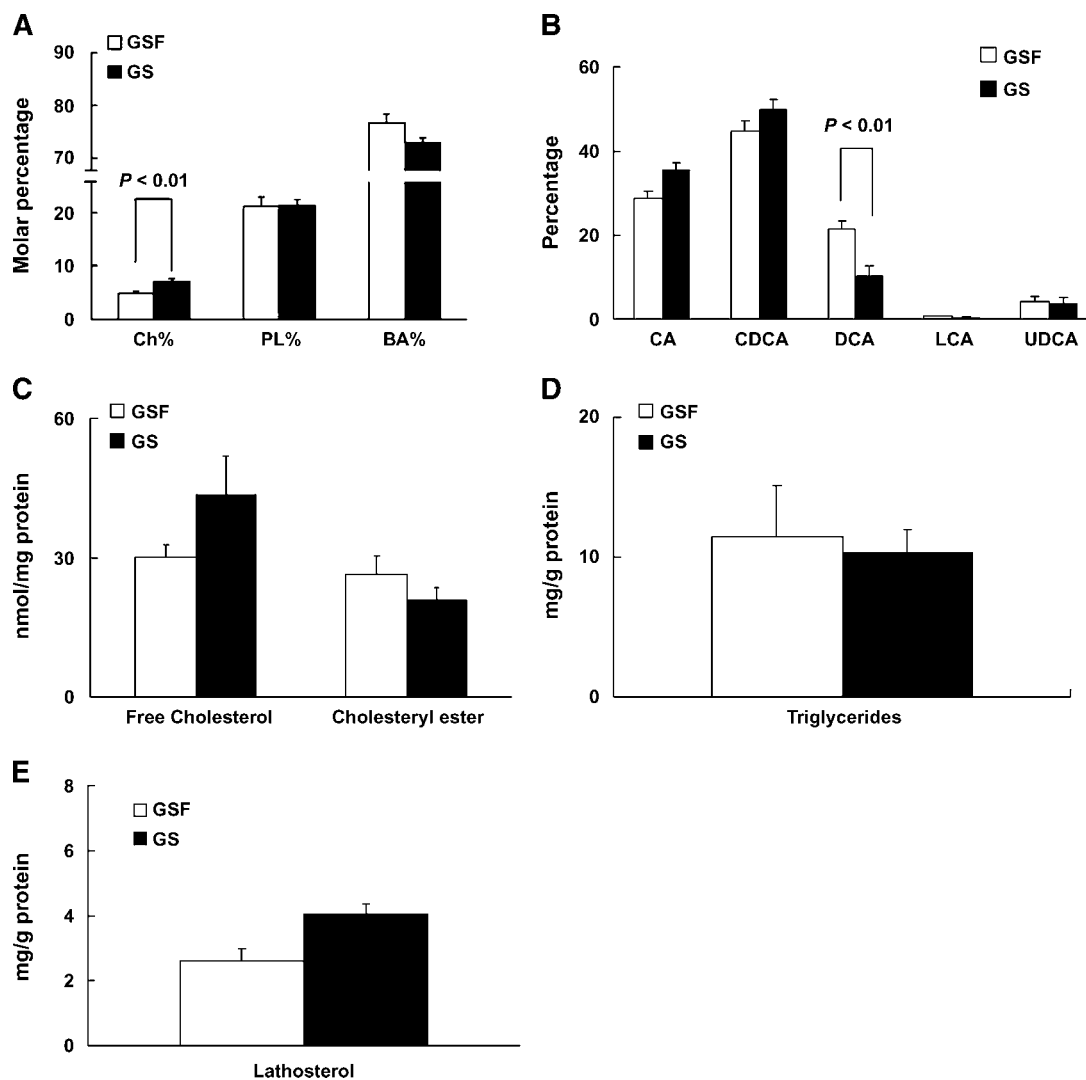 A
GSF
GS
Molar percentage
90
80
70
20
10
0
P < 0.01
Ch%
PL%
BA%
B
GSF
GS
Percentage
60
40
20
0
P < 0.01
CA
CDCA
DCA
LCA
UDCA
C
GSF
GS
nmol/mg protein
60
30
0
Free Cholesterol
Cholesteryl ester
D
GSF
GS
mg/g protein
20
10
0
Triglycerides
E
GSF
GS
mg/g protein
8
6
4
2
0
Lathosterol